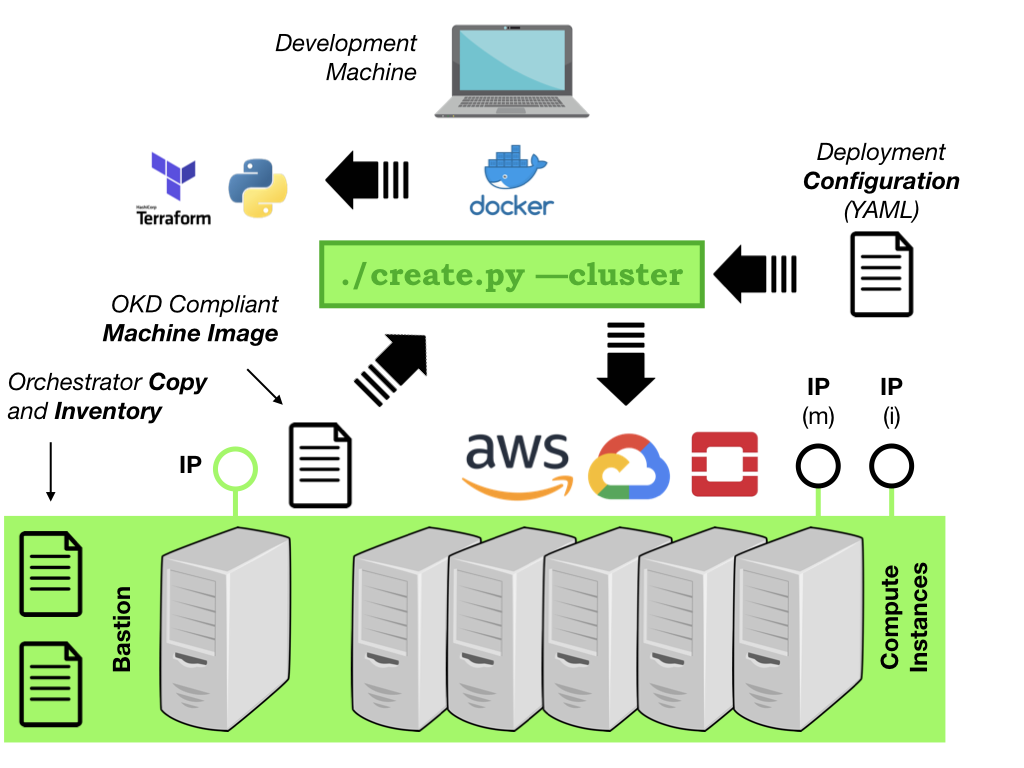 Development
Machine
HashiCorp
Terraform
docker
Deployment
Configuration
(YAML)
./create.py —cluster
OKD Compliant
Machine Image
Orchestrator Copy
and Inventory
IP
aws
IP
(m)
IP
(i)
Bastion
Compute
Instances